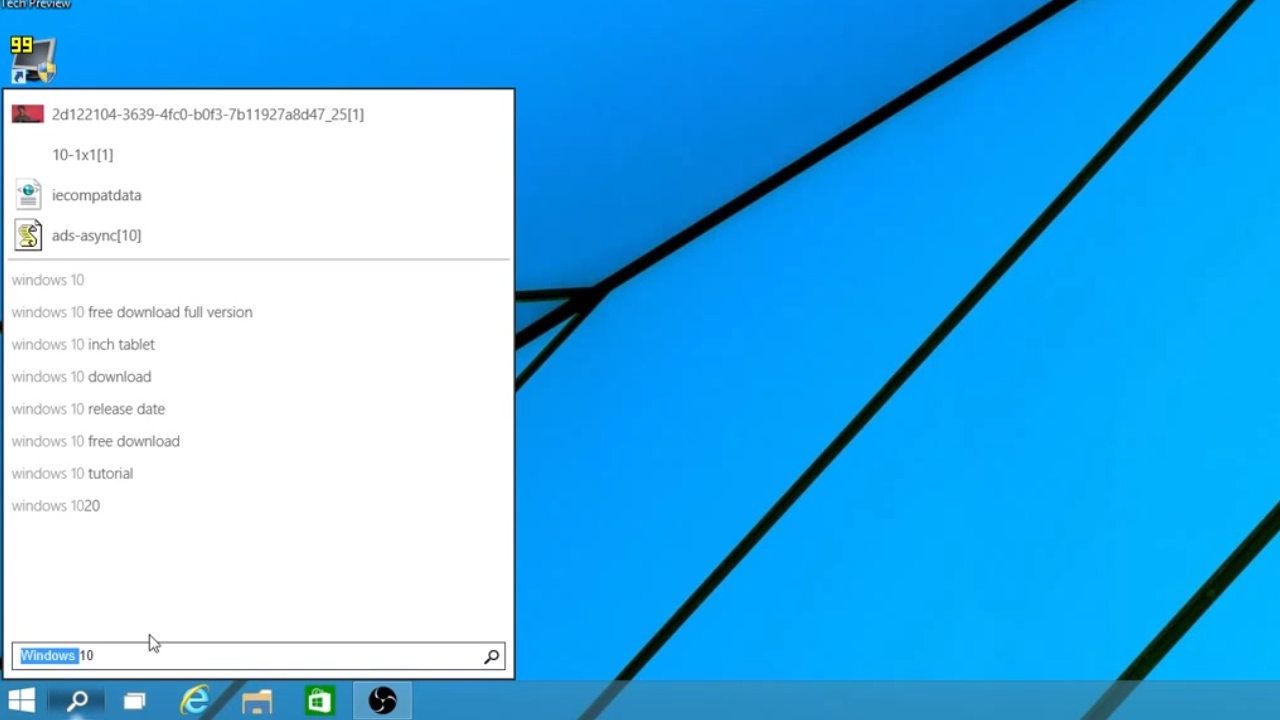 Tech Preview
99
2d122104-3639-4fc0-b0f3-7b11927a8d47_25[1]
10-1x1[1]
iecompatdata
ads-async[10]
windows 10
windows 10 free download full version
windows 10 inch tablet
windows 10 download
windows 10 release date
windows 10 free download
windows 10 tutorial
windows 1020
Windows 10